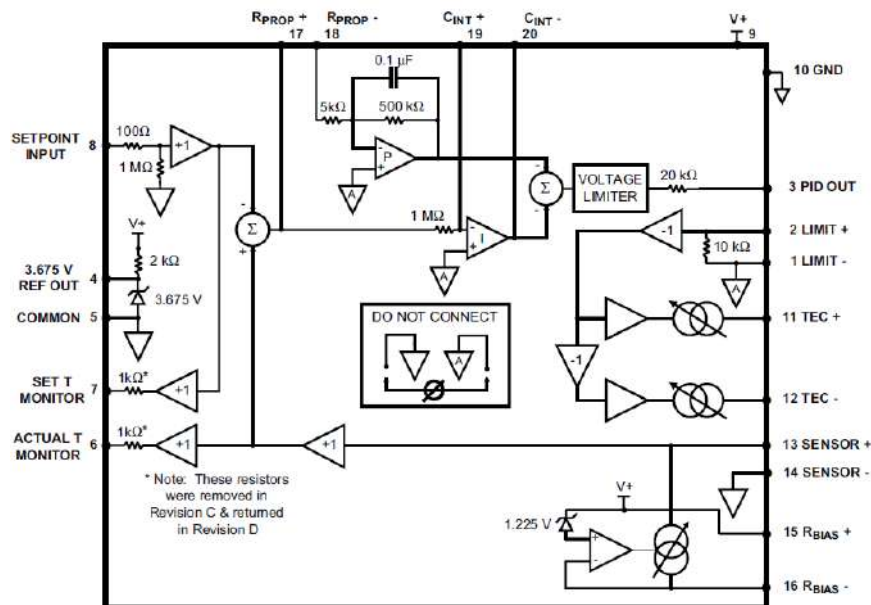 RPROP + RPROP - CINT + CINT - V+
17 18 19 20 9
0.1 µF
10 GND
5kΩ 500 kΩ
SETPOINT
INPUT
8
100Ω
+1
1 MΩ
-
P
+
A
-
Σ
+
Σ
-
-
VOLTAGE
LIMITER
20 kΩ
3 PID OUT
1 MΩ
-
I
+
A
-1
2 LIMIT +
10 kΩ
1 LIMIT -
A
V+
2 kΩ
3.675 V
REF OUT
4
3.675 V
COMMON 5
DO NOT CONNECT
A
11 TEC +
-1
SET T
MONITOR
7
1kΩ*
+1
12 TEC -
ACTUAL T
MONITOR
6
1kΩ*
+1
+1
13 SENSOR +
14 SENSOR -
* Note: These resistors
were removed in
Revision C & returned
in Revision D
V+
1.225 V
+
-
15 RBIAS +
16 RBIAS -